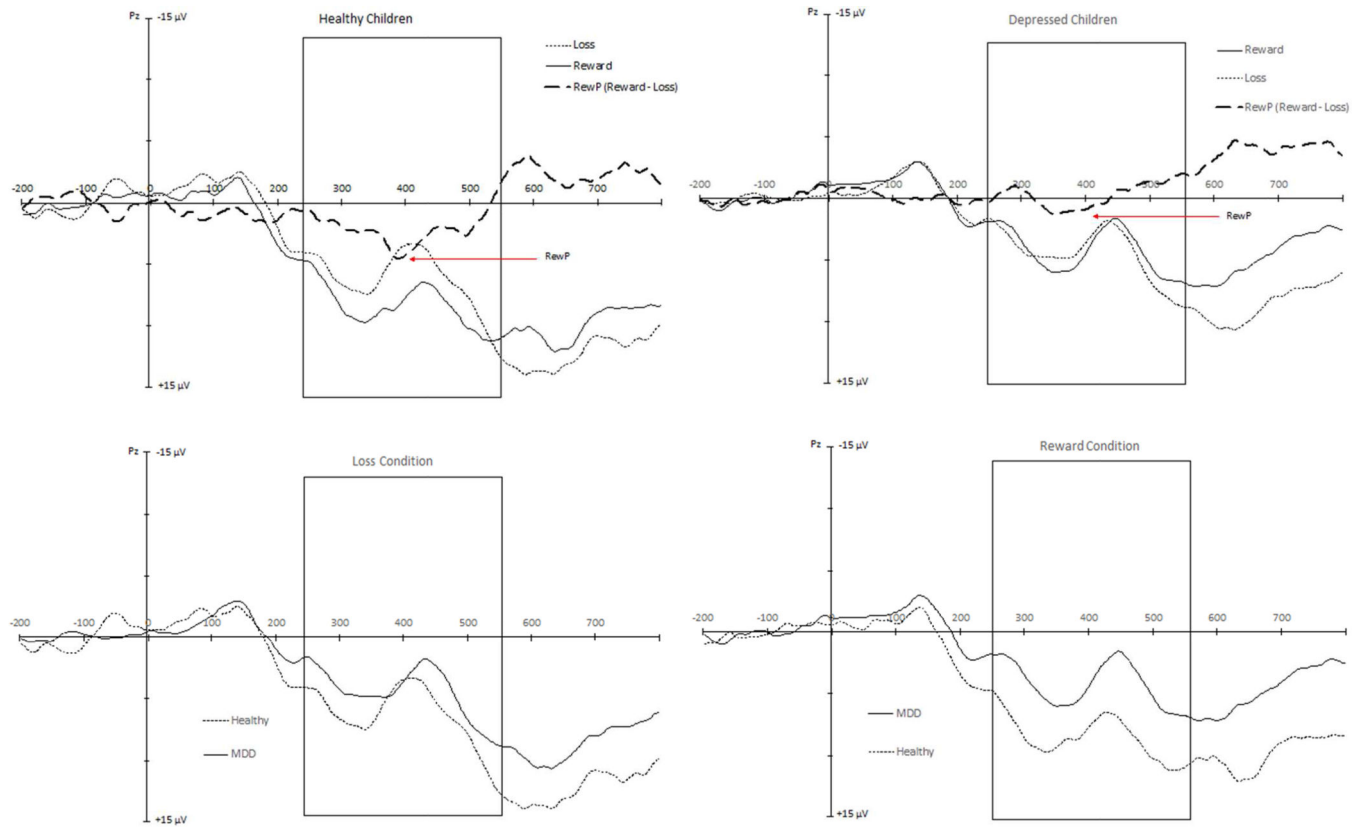 Pz
-15 µV
Healthy Children
Loss
Reward
RewP (Reward - Loss)
-200 -100 0 100 200 300 400 500 600 700
RewP
+15 µV
Pz
-15 µV
Depressed Children
Reward
Loss
RewP (Reward - Loss)
-200 -100 0 100 200 300 400 500 600 700
RewP
+15 µV
Pz
-15 µV
Loss Condition
-200 -100 0 100 200 300 400 500 600 700
Healthy
MDD
+15 µV
Pz
-15 µV
Reward Condition
-200 -100 0 100 200 300 400 500 600 700
MDD
Healthy
+15 µV